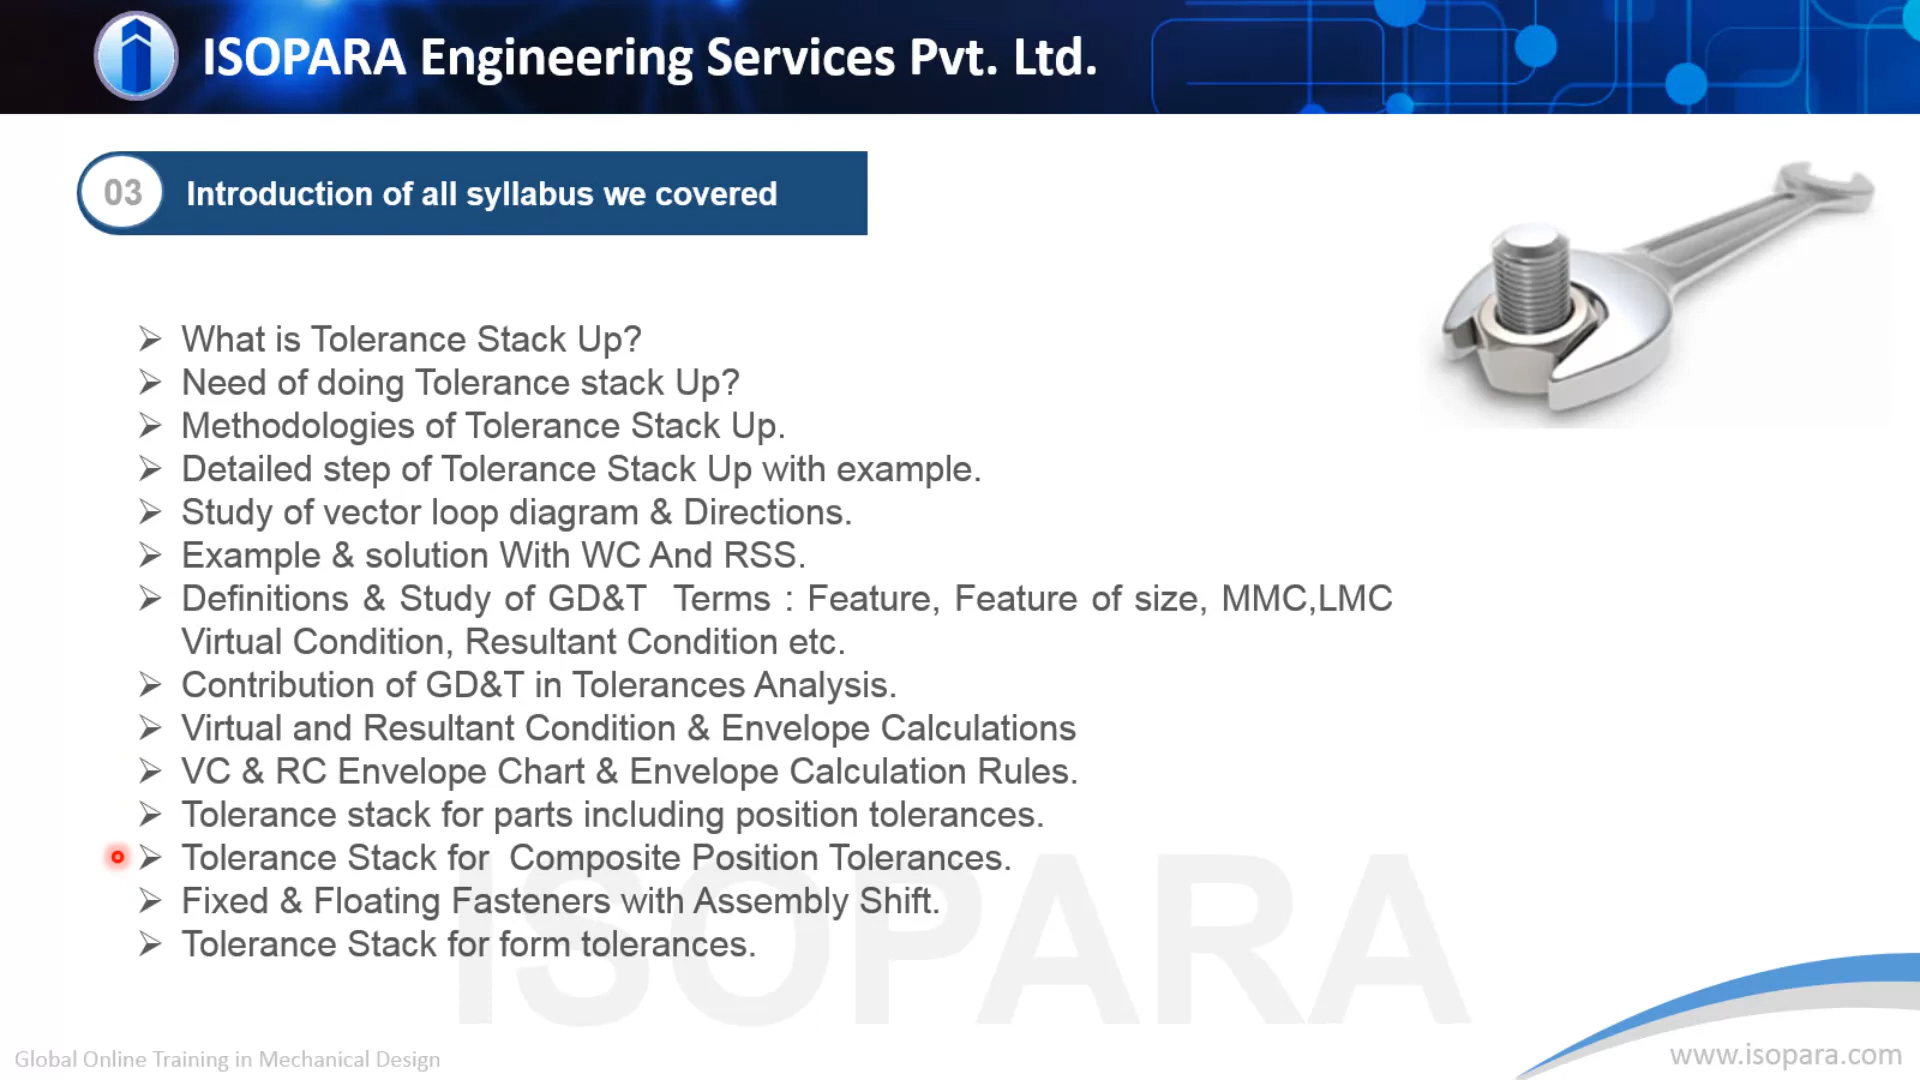 ISOPARA Engineering Services Pvt. Ltd.
03 Introduction of all syllabus we covered
➢ What is Tolerance Stack Up?
➢ Need of doing Tolerance stack Up?
➢ Methodologies of Tolerance Stack Up.
➢ Detailed step of Tolerance Stack Up with example.
➢ Study of vector loop diagram & Directions.
➢ Example & solution With WC And RSS.
➢ Definitions & Study of GD&T Terms : Feature, Feature of size, MMC,LMC
Virtual Condition, Resultant Condition etc.
➢ Contribution of GD&T in Tolerances Analysis.
➢ Virtual and Resultant Condition & Envelope Calculations
➢ VC & RC Envelope Chart & Envelope Calculation Rules.
➢ Tolerance stack for parts including position tolerances.
➢ Tolerance Stack for Composite Position Tolerances.
➢ Fixed & Floating Fasteners with Assembly Shift.
➢ Tolerance Stack for form tolerances.
ISOPARA
Global Online Training in Mechanical Design
www.isopara.com